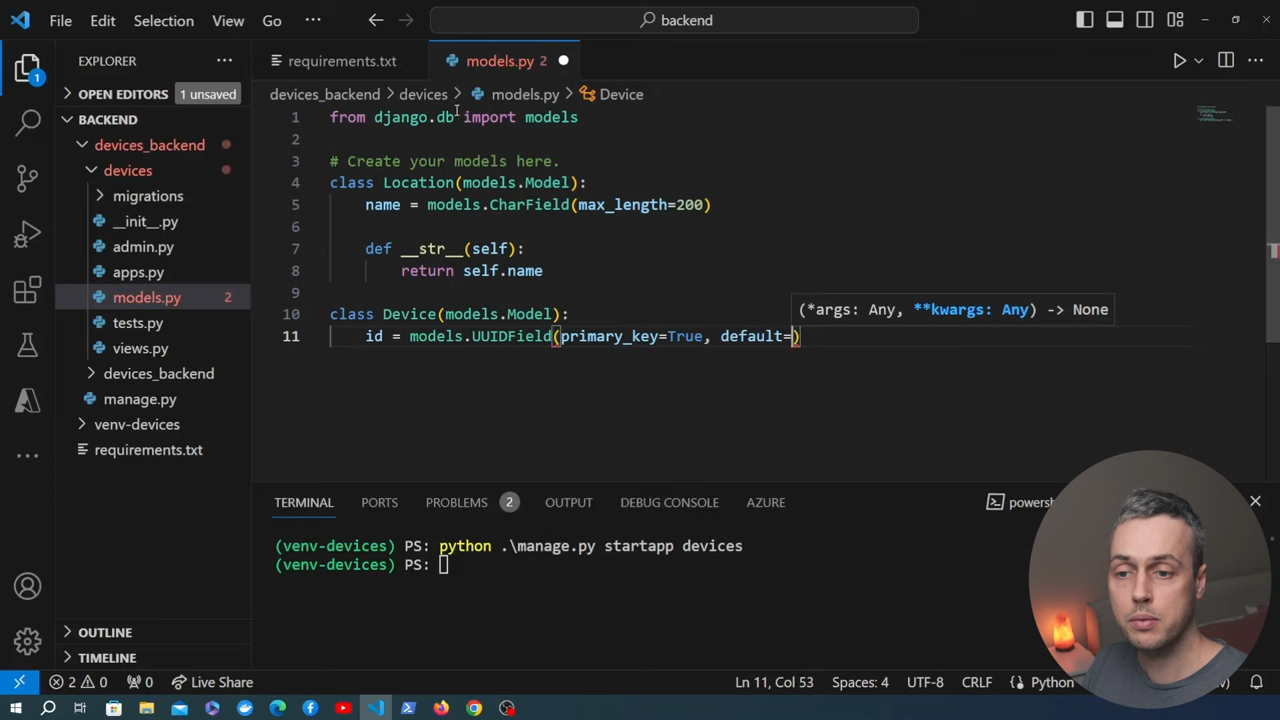 File Edit Selection View Go ··· backend
EXPLORER ···
requirements.txt
models.py 2
OPEN EDITORS 1 unsaved
devices_backend > devices > models.py > Device
BACKEND
devices_backend
devices
migrations
__init__.py
admin.py
apps.py
models.py 2
tests.py
views.py
devices_backend
manage.py
venv-devices
requirements.txt
OUTLINE
TIMELINE
1
1 from django.db import models
2
3 # Create your models here.
4 class Location(models.Model):
5 name = models.CharField(max_length=200)
6
7 def __str__(self):
8 return self.name
9
10 class Device(models.Model):
(*args: Any, **kwargs: Any) -> None
11 id = models.UUIDField(primary_key=True, default=)
TERMINAL PORTS PROBLEMS 2 OUTPUT DEBUG CONSOLE AZURE
(venv-devices) PS: python .\manage.py startapp devices
(venv-devices) PS:
2 0 0 Live Share Ln 11, Col 53 Spaces: 4 UTF-8 CRLF Python